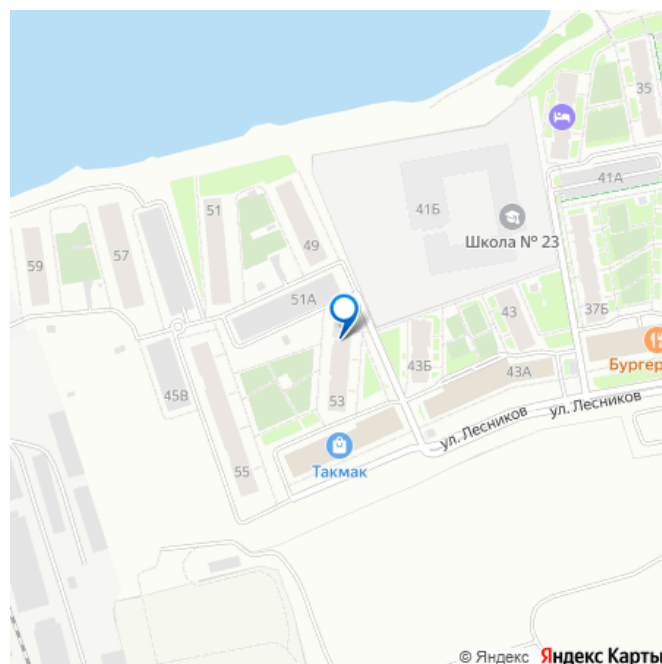 35
41А
51
41Б
Школа № 23
49
57
59
51А
43
37Б
43Б
Бургер
45В
43А
53
ул. Лесников
ул. Лесников
55
Такмак
© Яндекс Яндекс Карты